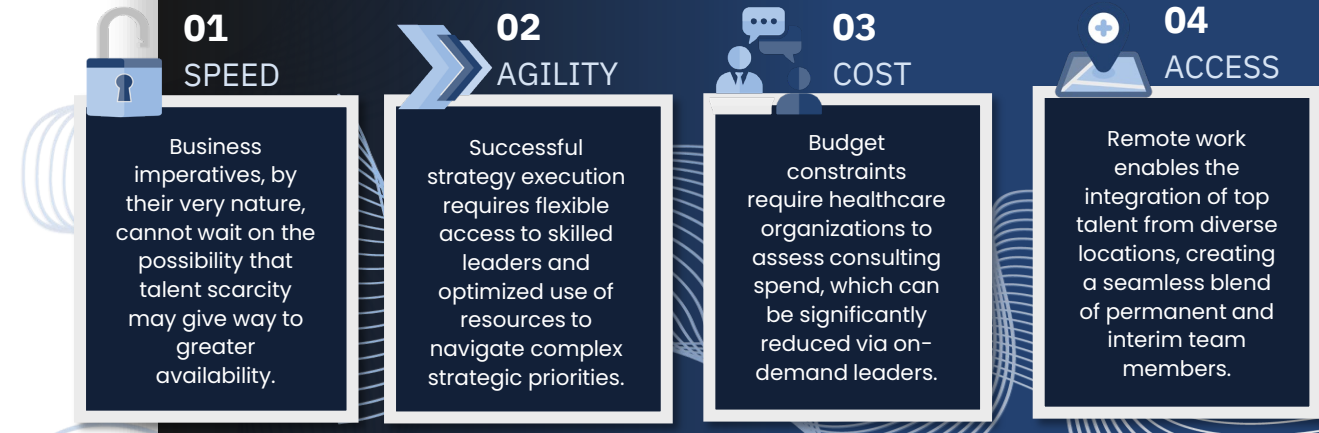 01
SPEED
Business
imperatives, by
their very nature,
cannot wait on the
possibility that
talent scarcity
may give way to
greater
availability.
02
AGILITY
Successful
strategy execution
requires flexible
access to skilled
leaders and
optimized use of
resources to
navigate complex
strategic priorities.
03
COST
Budget
constraints
require healthcare
organizations to
assess consulting
spend, which can
be significantly
reduced via on-
demand leaders.
04
ACCESS
Remote work
enables the
integration of top
talent from diverse
locations, creating
a seamless blend
of permanent and
interim team
members.